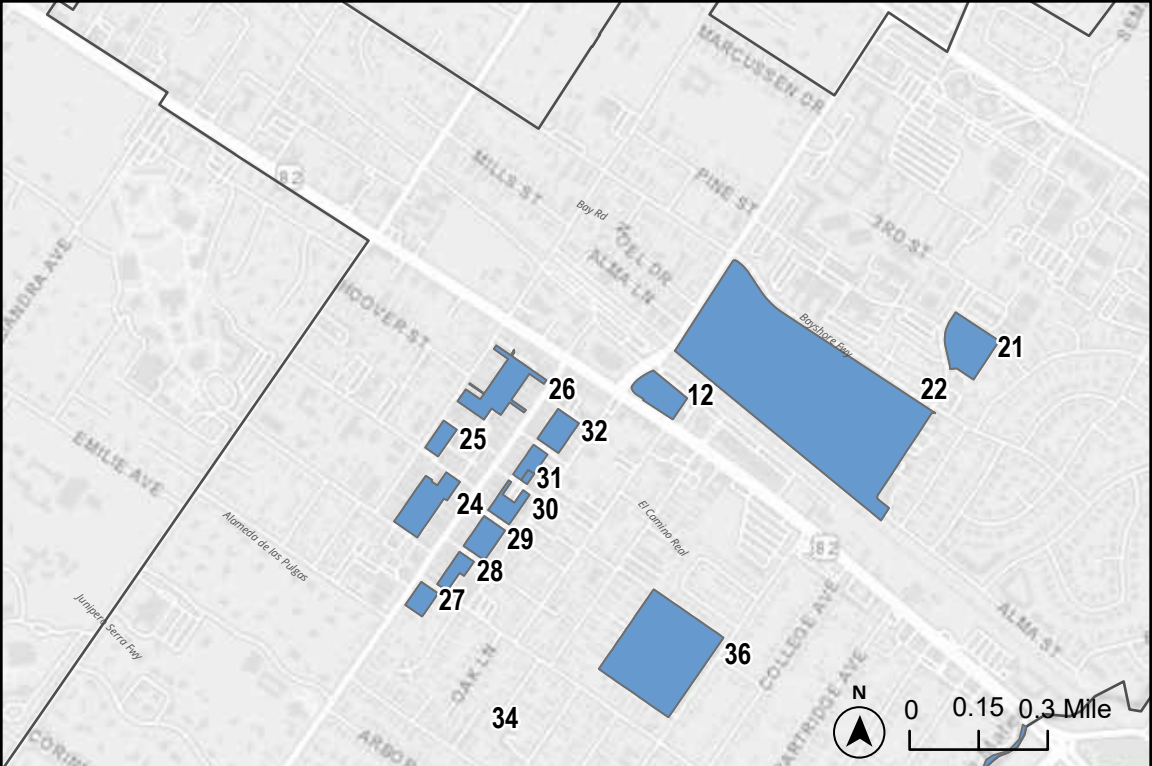 MARCUSSEN DR
82
MILLS ST
PINE ST
Bay Rd
3RD ST
ALMA LN
HOOVER ST
Bayshore Fwy
21
22
26
12
32
25
EMILIE AVE
31
24
30
El Camino Real
29
Alameda de las Pulgas
82
28
27
Junipero Serra Fwy
COLLEGE AVE
ALMA ST
36
OAK LN
34
N
0 0.15 0.3 Mile